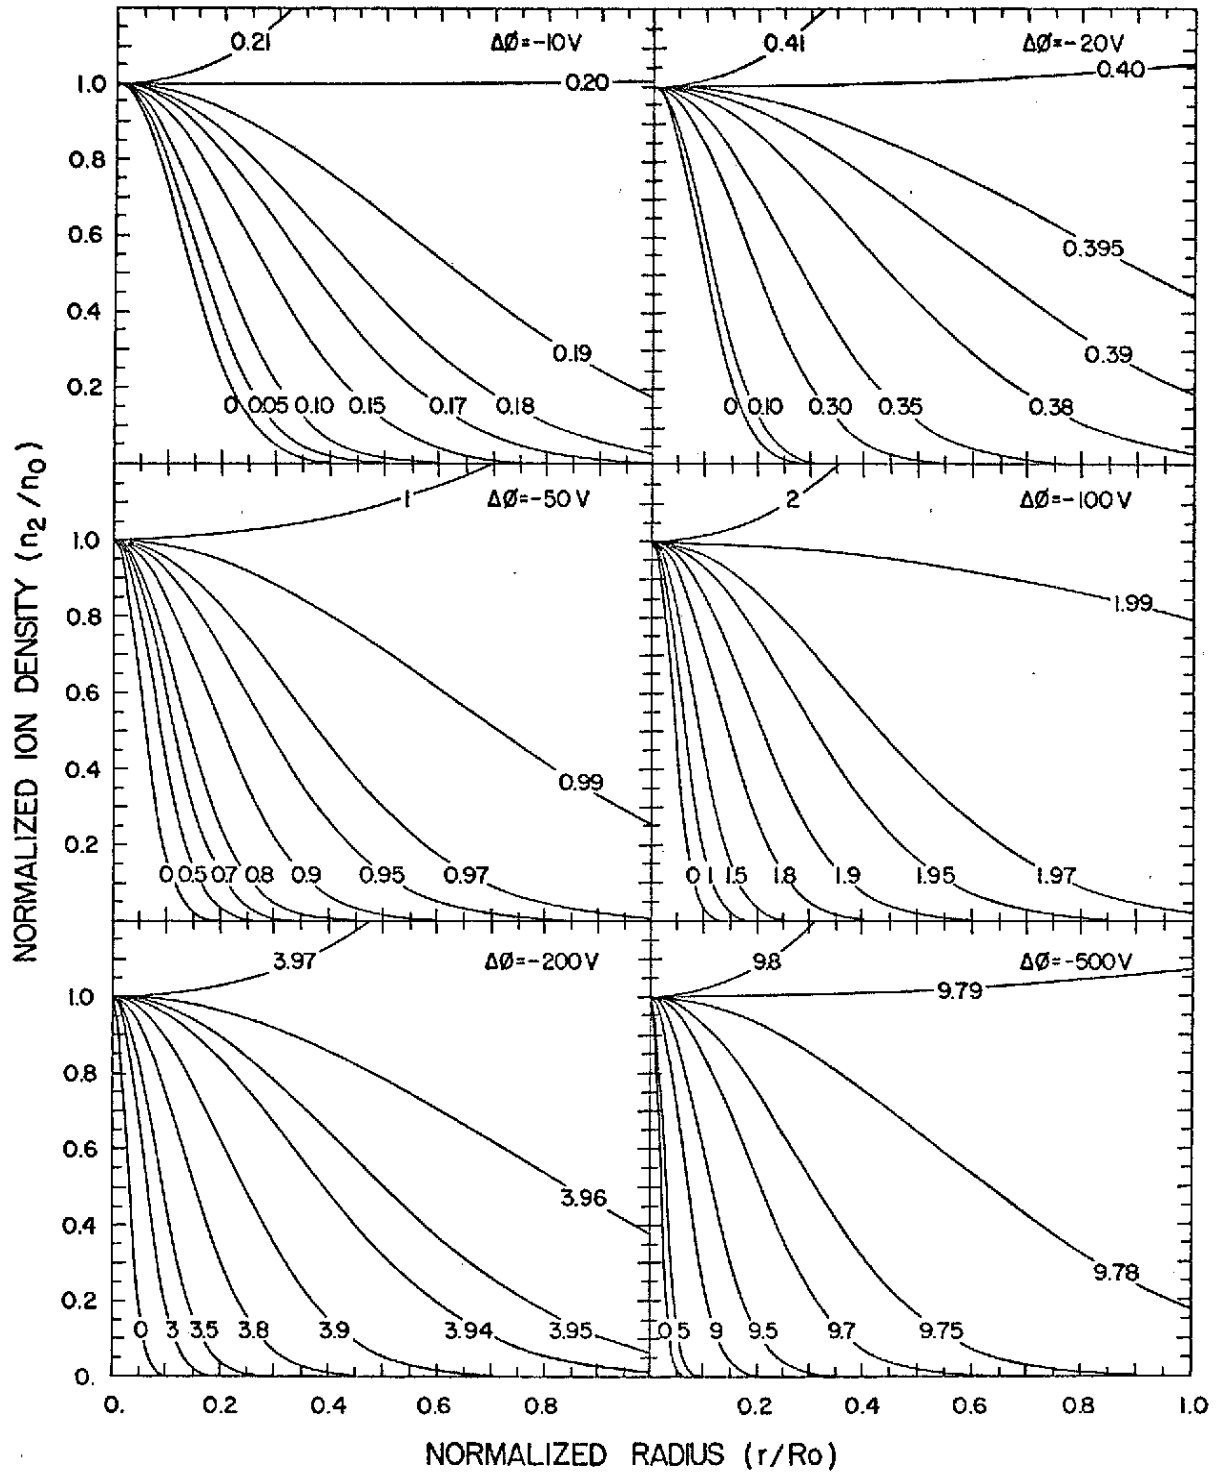 0.21 ΔØ=-10V 0.41 ΔØ=-20V
1.0 0.20 0.40
0.8
0.6 0.395
0.4 0.19 0.39
0.2 0 0.05 0.10 0.15 0.17 0.18 0 0.10 0.30 0.35 0.38
1 ΔØ=-50V 2 ΔØ=-100V
1.0
0.8 1.99
0.6
0.4 0.99
0.2 0 0.5 0.7 0.8 0.9 0.95 0.97 0 1 1.5 1.8 1.9 1.95 1.97
3.97 ΔØ=-200V 9.8 ΔØ=-500V
1.0 9.79
0.8
0.6
0.4 3.96 9.78
0.2 0 3 3.5 3.8 3.9 3.94 3.95 0 5 9 9.5 9.7 9.75
0.
0. 0.2 0.4 0.6 0.8 0.2 0.4 0.6 0.8 1.0
NORMALIZED ION DENSITY (n2/n0)
NORMALIZED RADIUS (r/Ro)